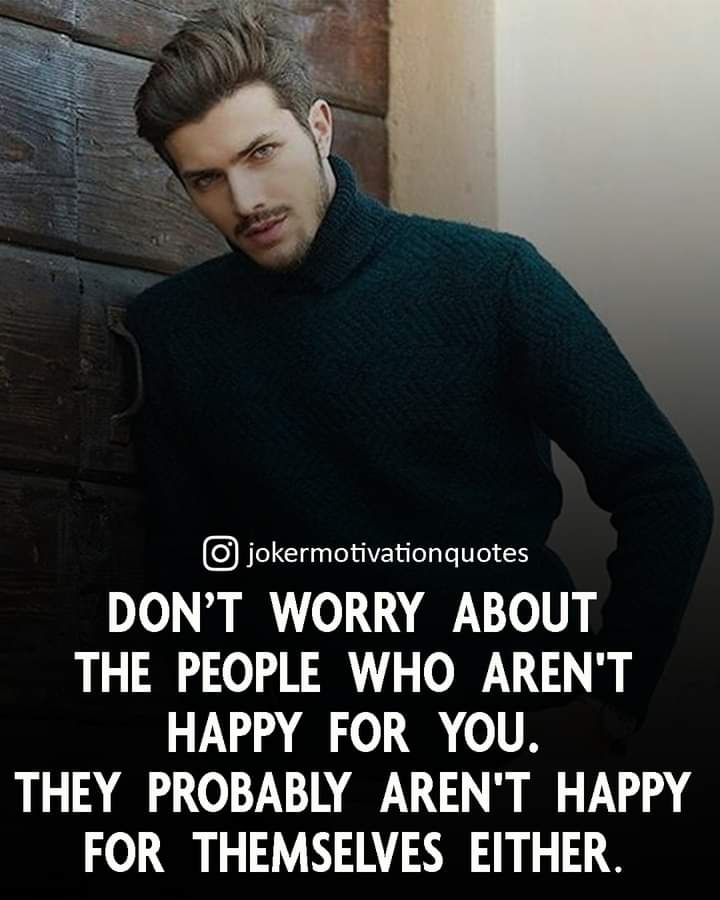 jokermotivationquotes
DON’T WORRY ABOUT
THE PEOPLE WHO AREN'T
HAPPY FOR YOU.
THEY PROBABLY AREN'T HAPPY
FOR THEMSELVES EITHER.